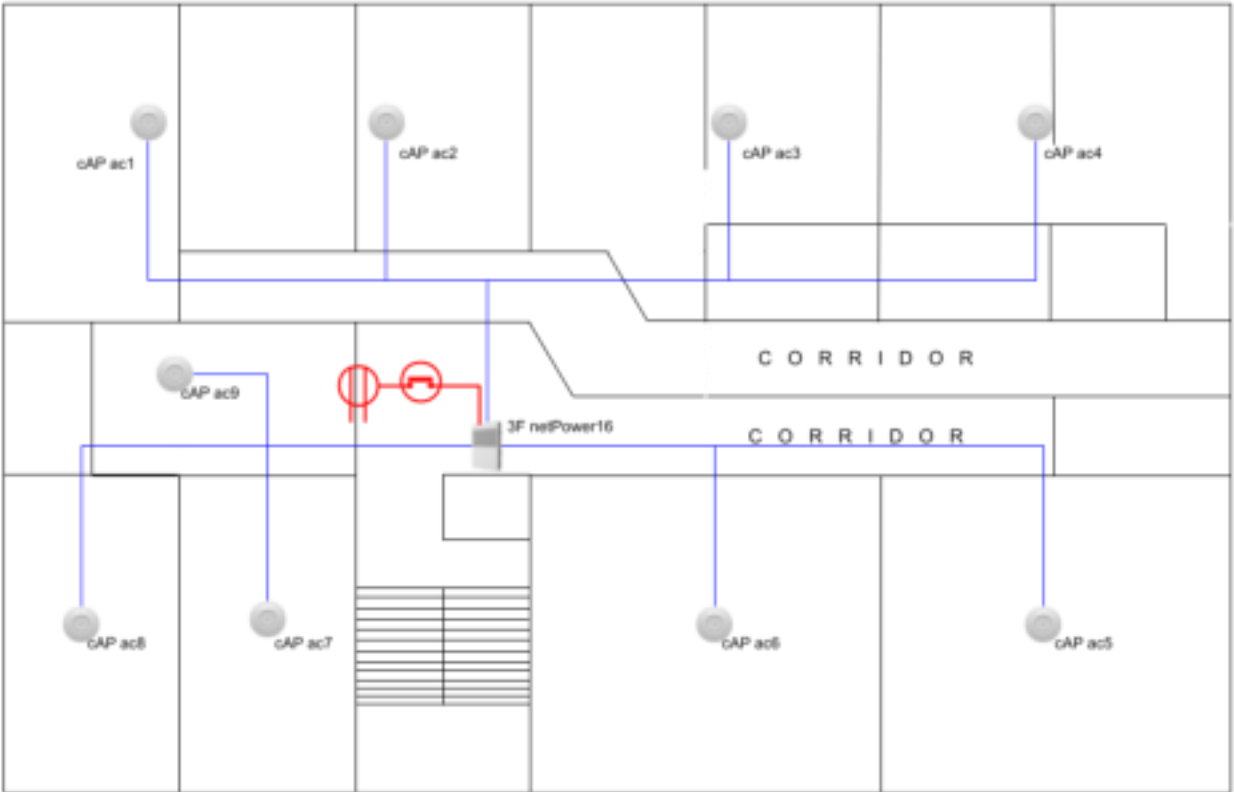 cAP ac1
cAP ac2
cAP ac3
cAP ac4
C O R R I D O R
cAP ac9
3F netPower16
C O R R I D O R
cAP ac8
cAP ac7
cAP ac6
cAP ac5